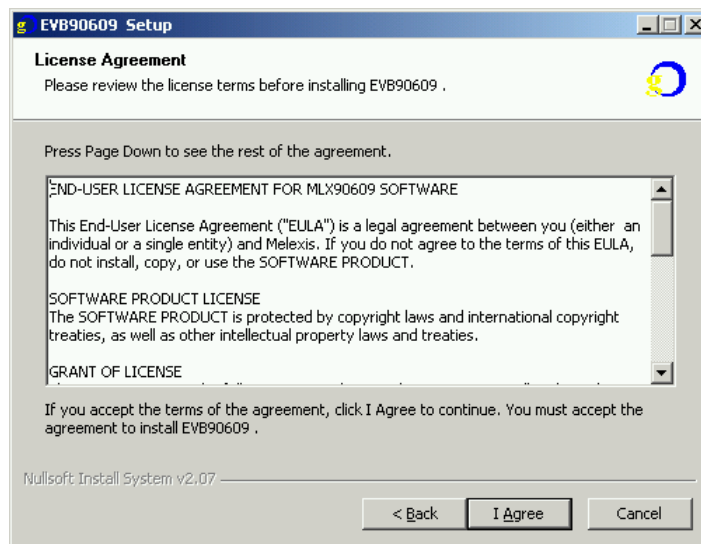 EVB90609 Setup
License Agreement
Please review the license terms before installing EVB90609 .
g
Press Page Down to see the rest of the agreement.
END-USER LICENSE AGREEMENT FOR MLX90609 SOFTWARE
This End-User License Agreement ("EULA") is a legal agreement between you (either an
individual or a single entity) and Melexis. If you do not agree to the terms of this EULA,
do not install, copy, or use the SOFTWARE PRODUCT.
SOFTWARE PRODUCT LICENSE
The SOFTWARE PRODUCT is protected by copyright laws and international copyright
treaties, as well as other intellectual property laws and treaties.
GRANT OF LICENSE
If you accept the terms of the agreement, click I Agree to continue. You must accept the
agreement to install EVB90609 .
Nullsoft Install System v2.07
< Back I Agree Cancel